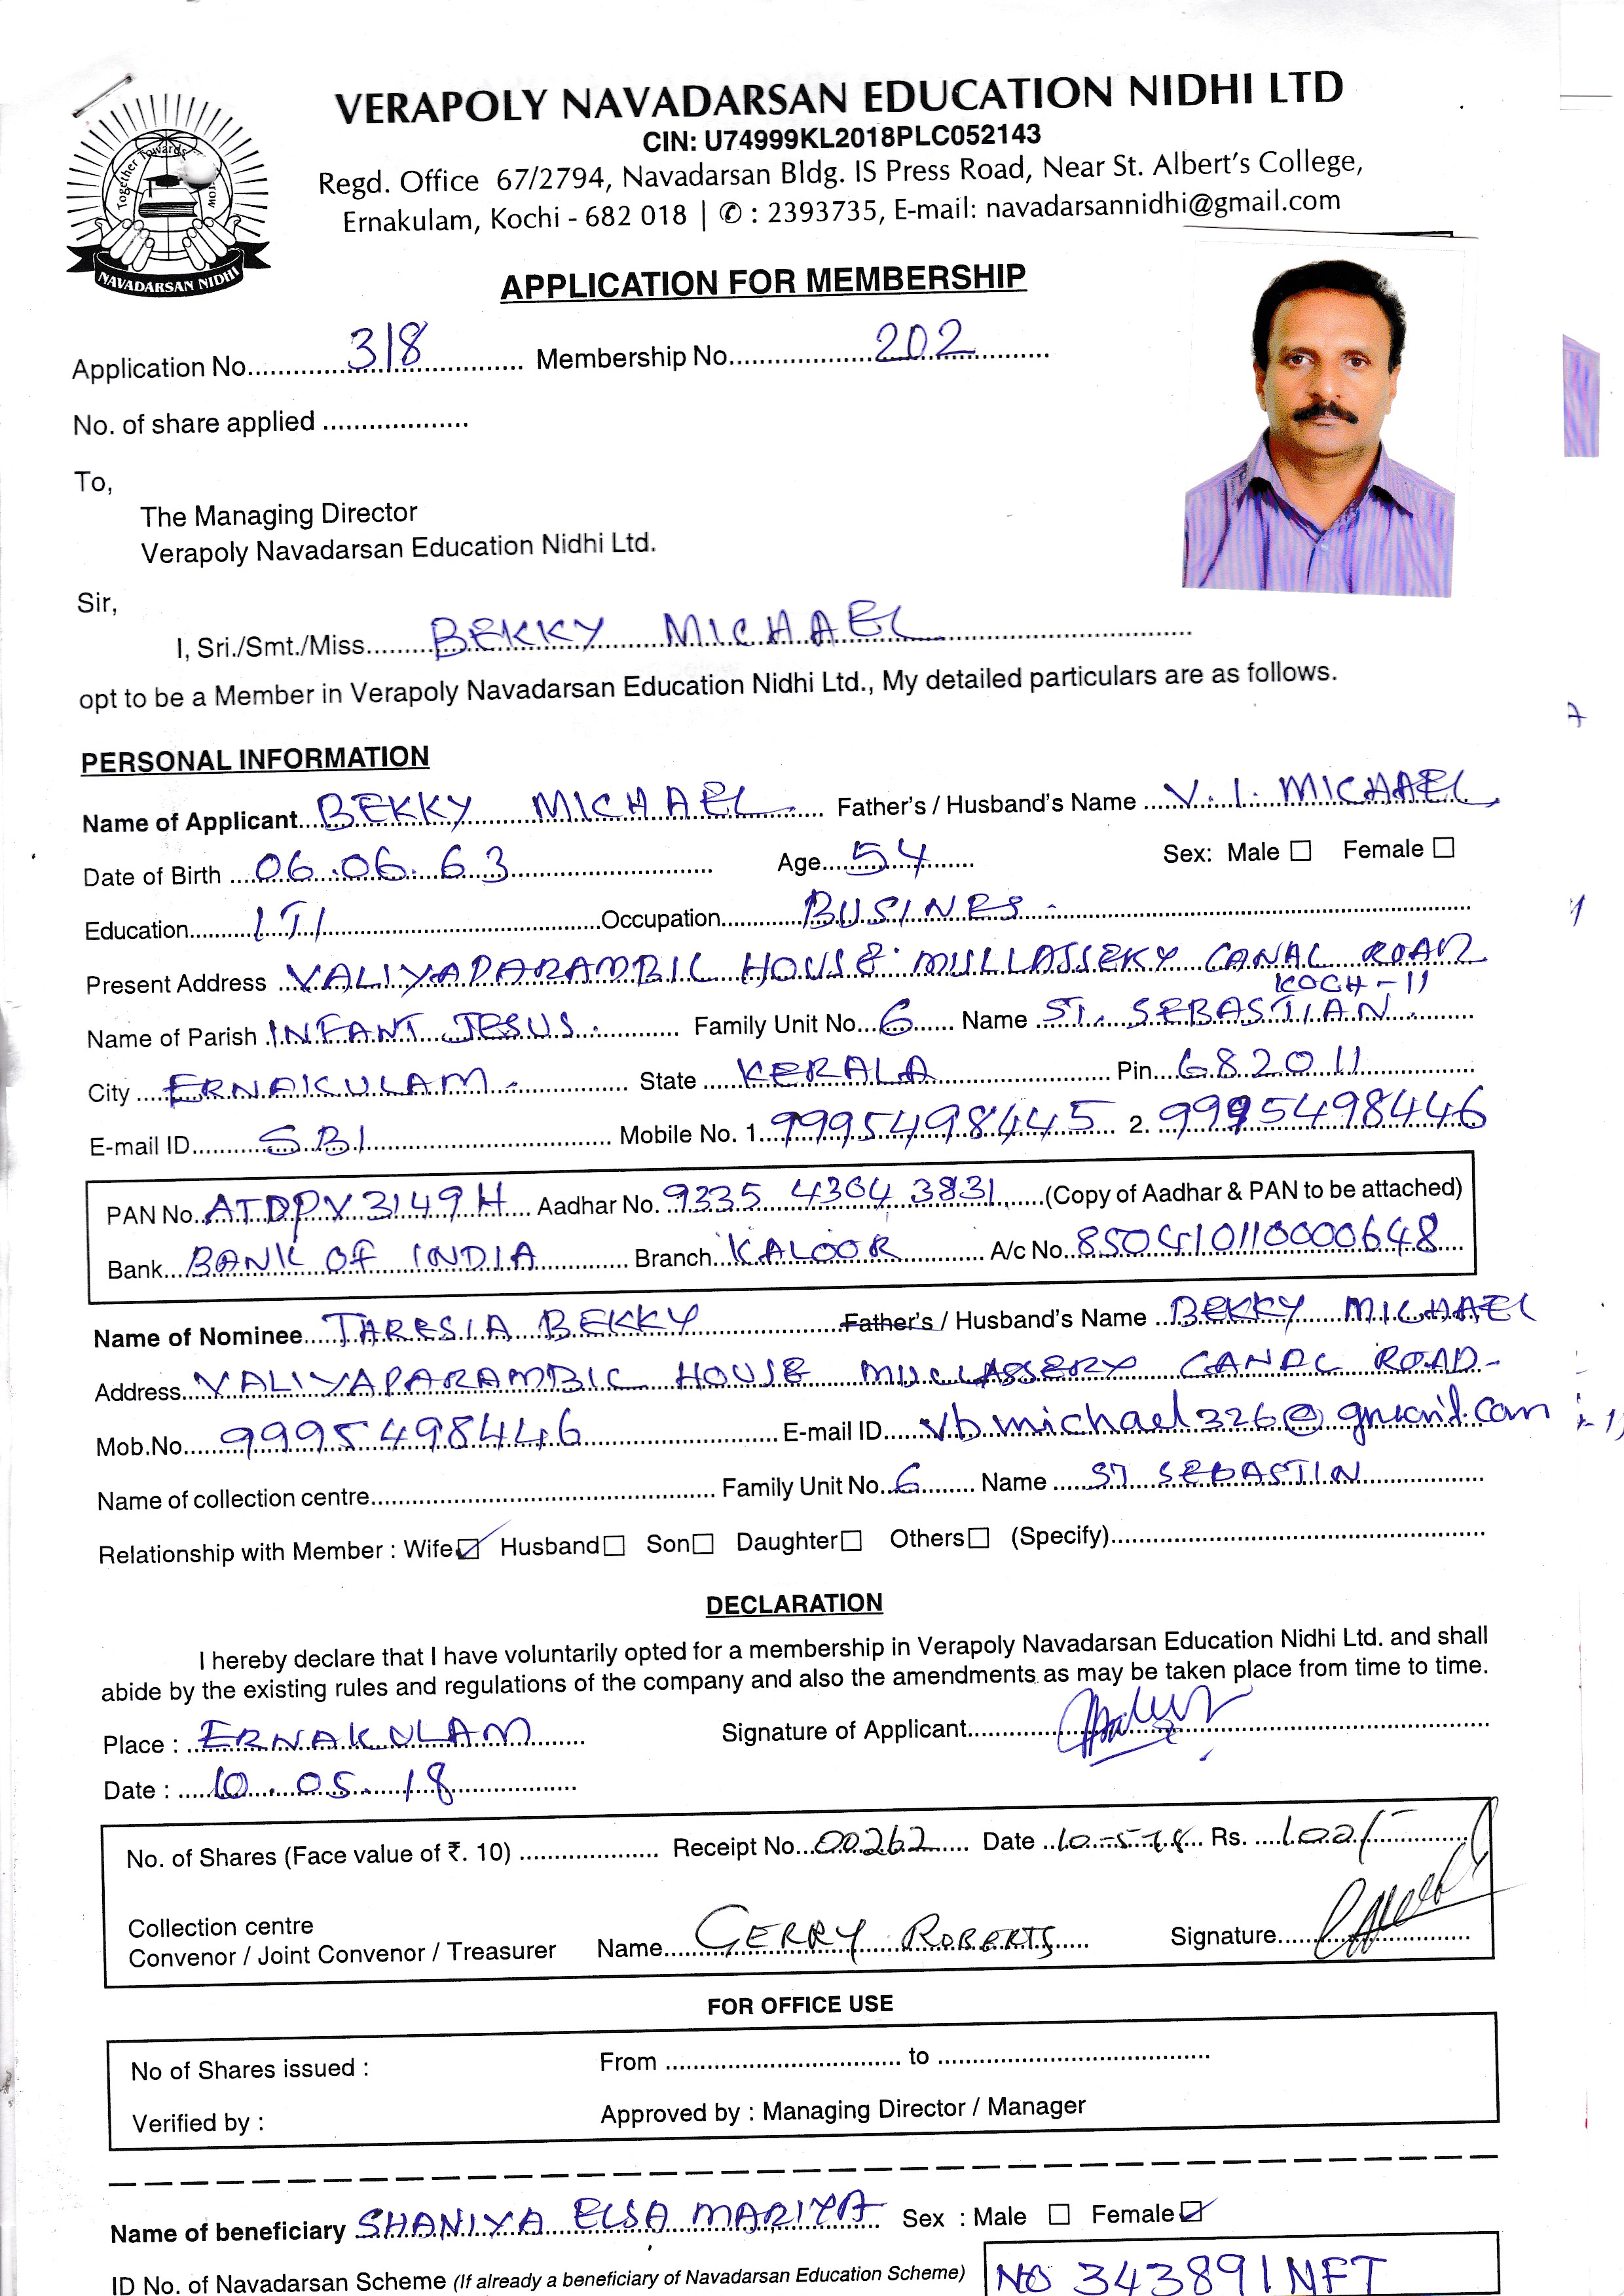 VERAPOLY NAVADARSAN EDUCATION NIDHI LTD
CIN: U74999KL2018PLC052143
Regd. Office 67/2794, Navadarsan Bldg. IS Press Road, Near St. Albert's College,
Ernakulam, Kochi - 682 018 | ✆ : 2393735, E-mail: navadarsannidhi@gmail.com
Together Towards
NAVADARSAN NIDHI
APPLICATION FOR MEMBERSHIP
Application No. 318 Membership No. 202
No. of share applied
To,
The Managing Director
Verapoly Navadarsan Education Nidhi Ltd.
Sir,
I, Sri./Smt./Miss. BEKKY MICHAEL
opt to be a Member in Verapoly Navadarsan Education Nidhi Ltd., My detailed particulars are as follows.
PERSONAL INFORMATION
Name of Applicant BEKKY MICHAEL. Father's / Husband's Name V. I. MICHAEL
Date of Birth 06.06.63 Age 54 Sex: Male ☐ Female ☐
Education ITI Occupation BUSINES.
Present Address VALIYAPARAMBIL HOUSE MULLASSEKY CANAL ROAD
KOCH - 11
Name of Parish INFANT JESUS. Family Unit No. 6 Name ST. SEBASTIAN.
City ERNAKULAM. State KERALA Pin 682011
E-mail ID S.B.I Mobile No. 1. 9995498445 2. 9995498446
PAN No. ATDPV3149H Aadhar No. 9335 4304 3831 (Copy of Aadhar & PAN to be attached)
Bank BANK OF INDIA Branch KALOOR A/c No. 850410110000648
Name of Nominee TARESIA BEKKY Father's / Husband's Name BEKKY MICHAEL
Address VALIYAPARAMBIL HOUSE MULLASSERY CANAL ROAD-
Mob.No. 9995498446 E-mail ID vbmichael326@gmail.com
Name of collection centre Family Unit No. 6 Name ST SEBASTIN
Relationship with Member : Wife ☑ Husband ☐ Son ☐ Daughter ☐ Others ☐ (Specify)
DECLARATION
I hereby declare that I have voluntarily opted for a membership in Verapoly Navadarsan Education Nidhi Ltd. and shall
abide by the existing rules and regulations of the company and also the amendments as may be taken place from time to time.
Place : ERNAKULAM Signature of Applicant
Date : 10.05.18
No. of Shares (Face value of ₹. 10) Receipt No. 00262 Date 10-5-18 Rs. 100/-
Collection centre
Convenor / Joint Convenor / Treasurer Name GERRY ROBERTS Signature
FOR OFFICE USE
No of Shares issued : From to
Verified by : Approved by : Managing Director / Manager
Name of beneficiary SHANIYA ELSA MARIYA Sex : Male ☐ Female ☑
ID No. of Navadarsan Scheme (If already a beneficiary of Navadarsan Education Scheme) NO 343891NFT